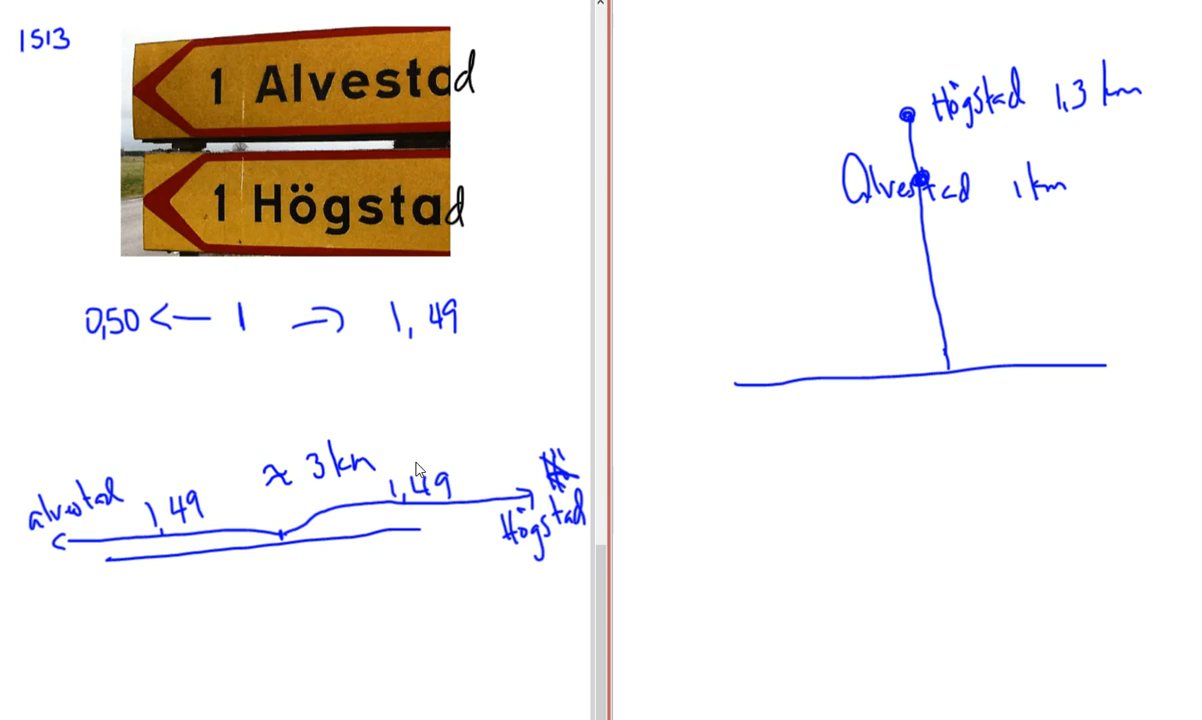 1513
1 Alvestad
1 Högstad
0,50 <— 1 => 1,49
≈ 3 km
alvestad 1,49 1,49
Högstad
Högstad 1,3 km
Alvestad 1 km